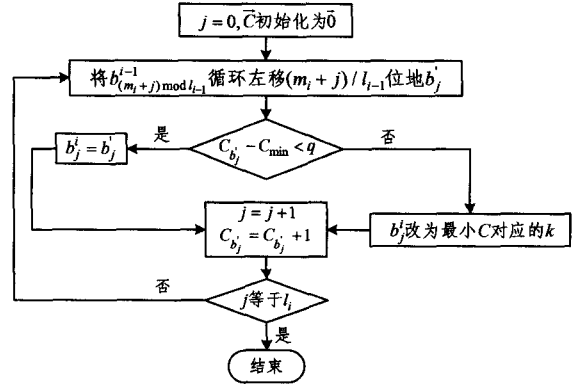 j = 0, C⃗初始化为0⃗
将b^{i-1}_{(m_i+j) mod l_{i-1}}循环左移(m_i + j) / l_{i-1}位地b'_j
是
否
b^i_j = b'_j
C_{b'_j} − C_min < q
j = j+1
C_{b'_j} = C_{b'_j} +1
b^i_j改为最小C对应的k
否
j等于l_i
是
结束